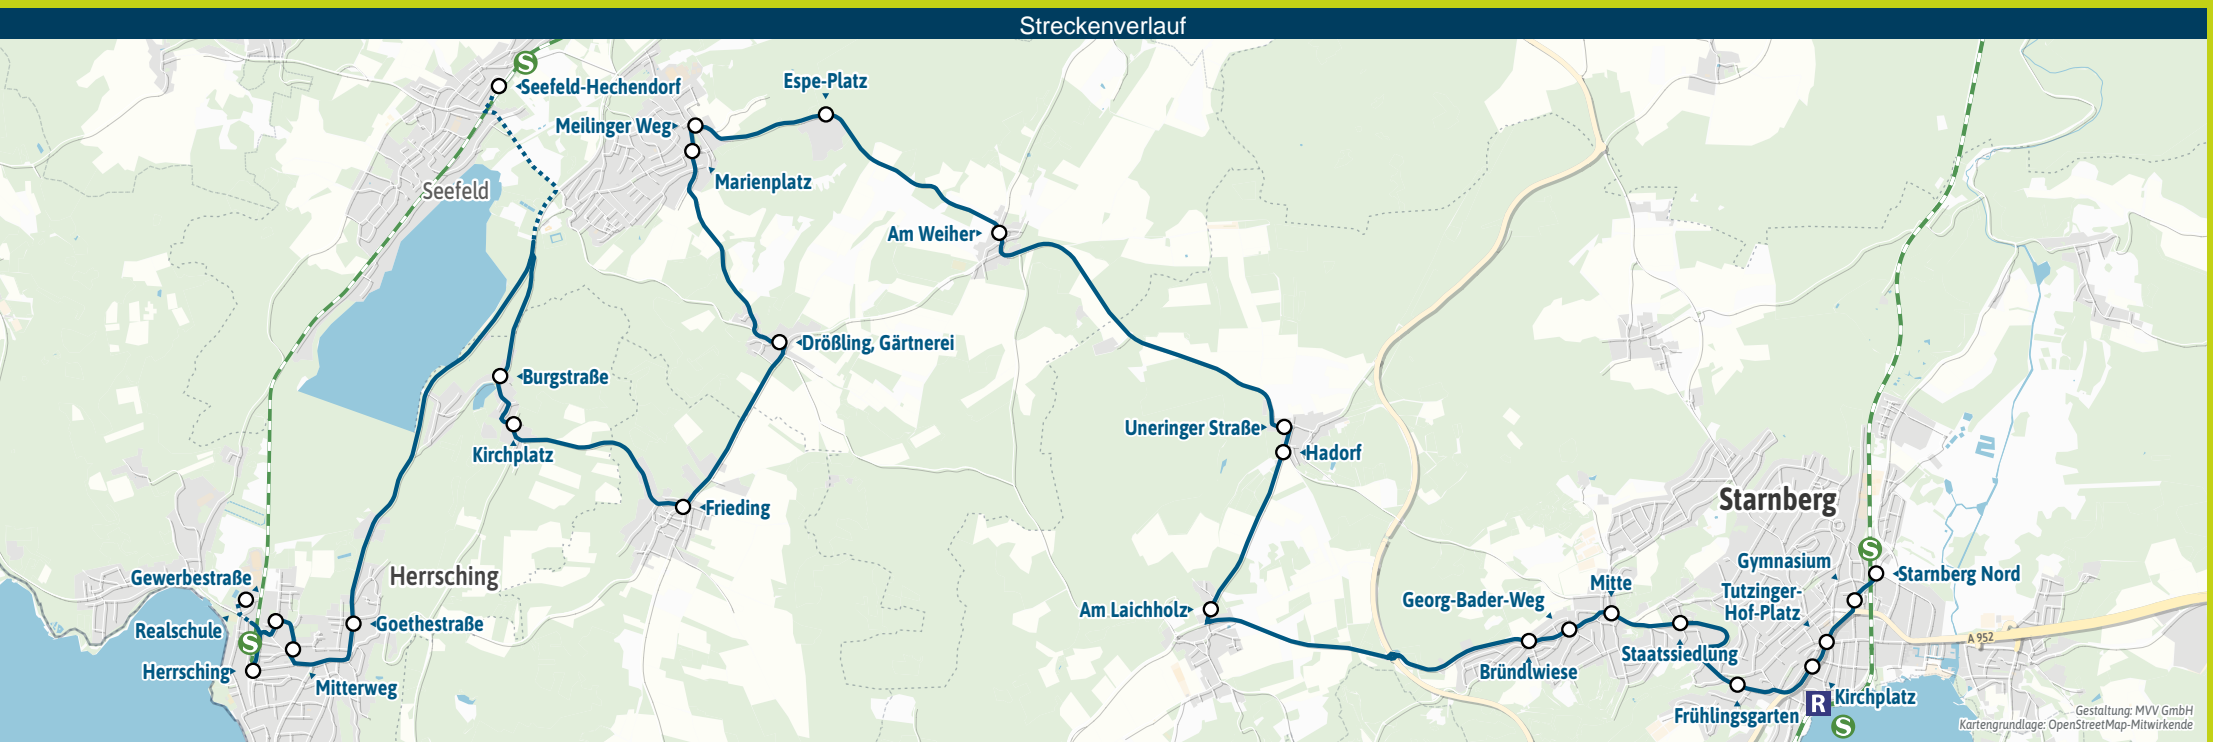 Streckenverlauf
S
Seefeld-Hechendorf
Espe-Platz
Meilinger Weg
Marienplatz
Seefeld
Am Weiher
Drößling, Gärtnerei
Burgstraße
Uneringer Straße
Hadorf
Kirchplatz
Frieding
Starnberg
S
Gymnasium
Starnberg Nord
Tutzinger-
Hof-Platz
Mitte
Georg-Bader-Weg
Gewerbestraße
Herrsching
Am Laichholz
Realschule
Goethestraße
S
A 952
Staatssiedlung
Bründlwiese
Herrsching
Mitterweg
Kirchplatz
R
Frühlingsgarten
S
Gestaltung: MVV GmbH
Kartengrundlage: OpenStreetMap-Mitwirkende